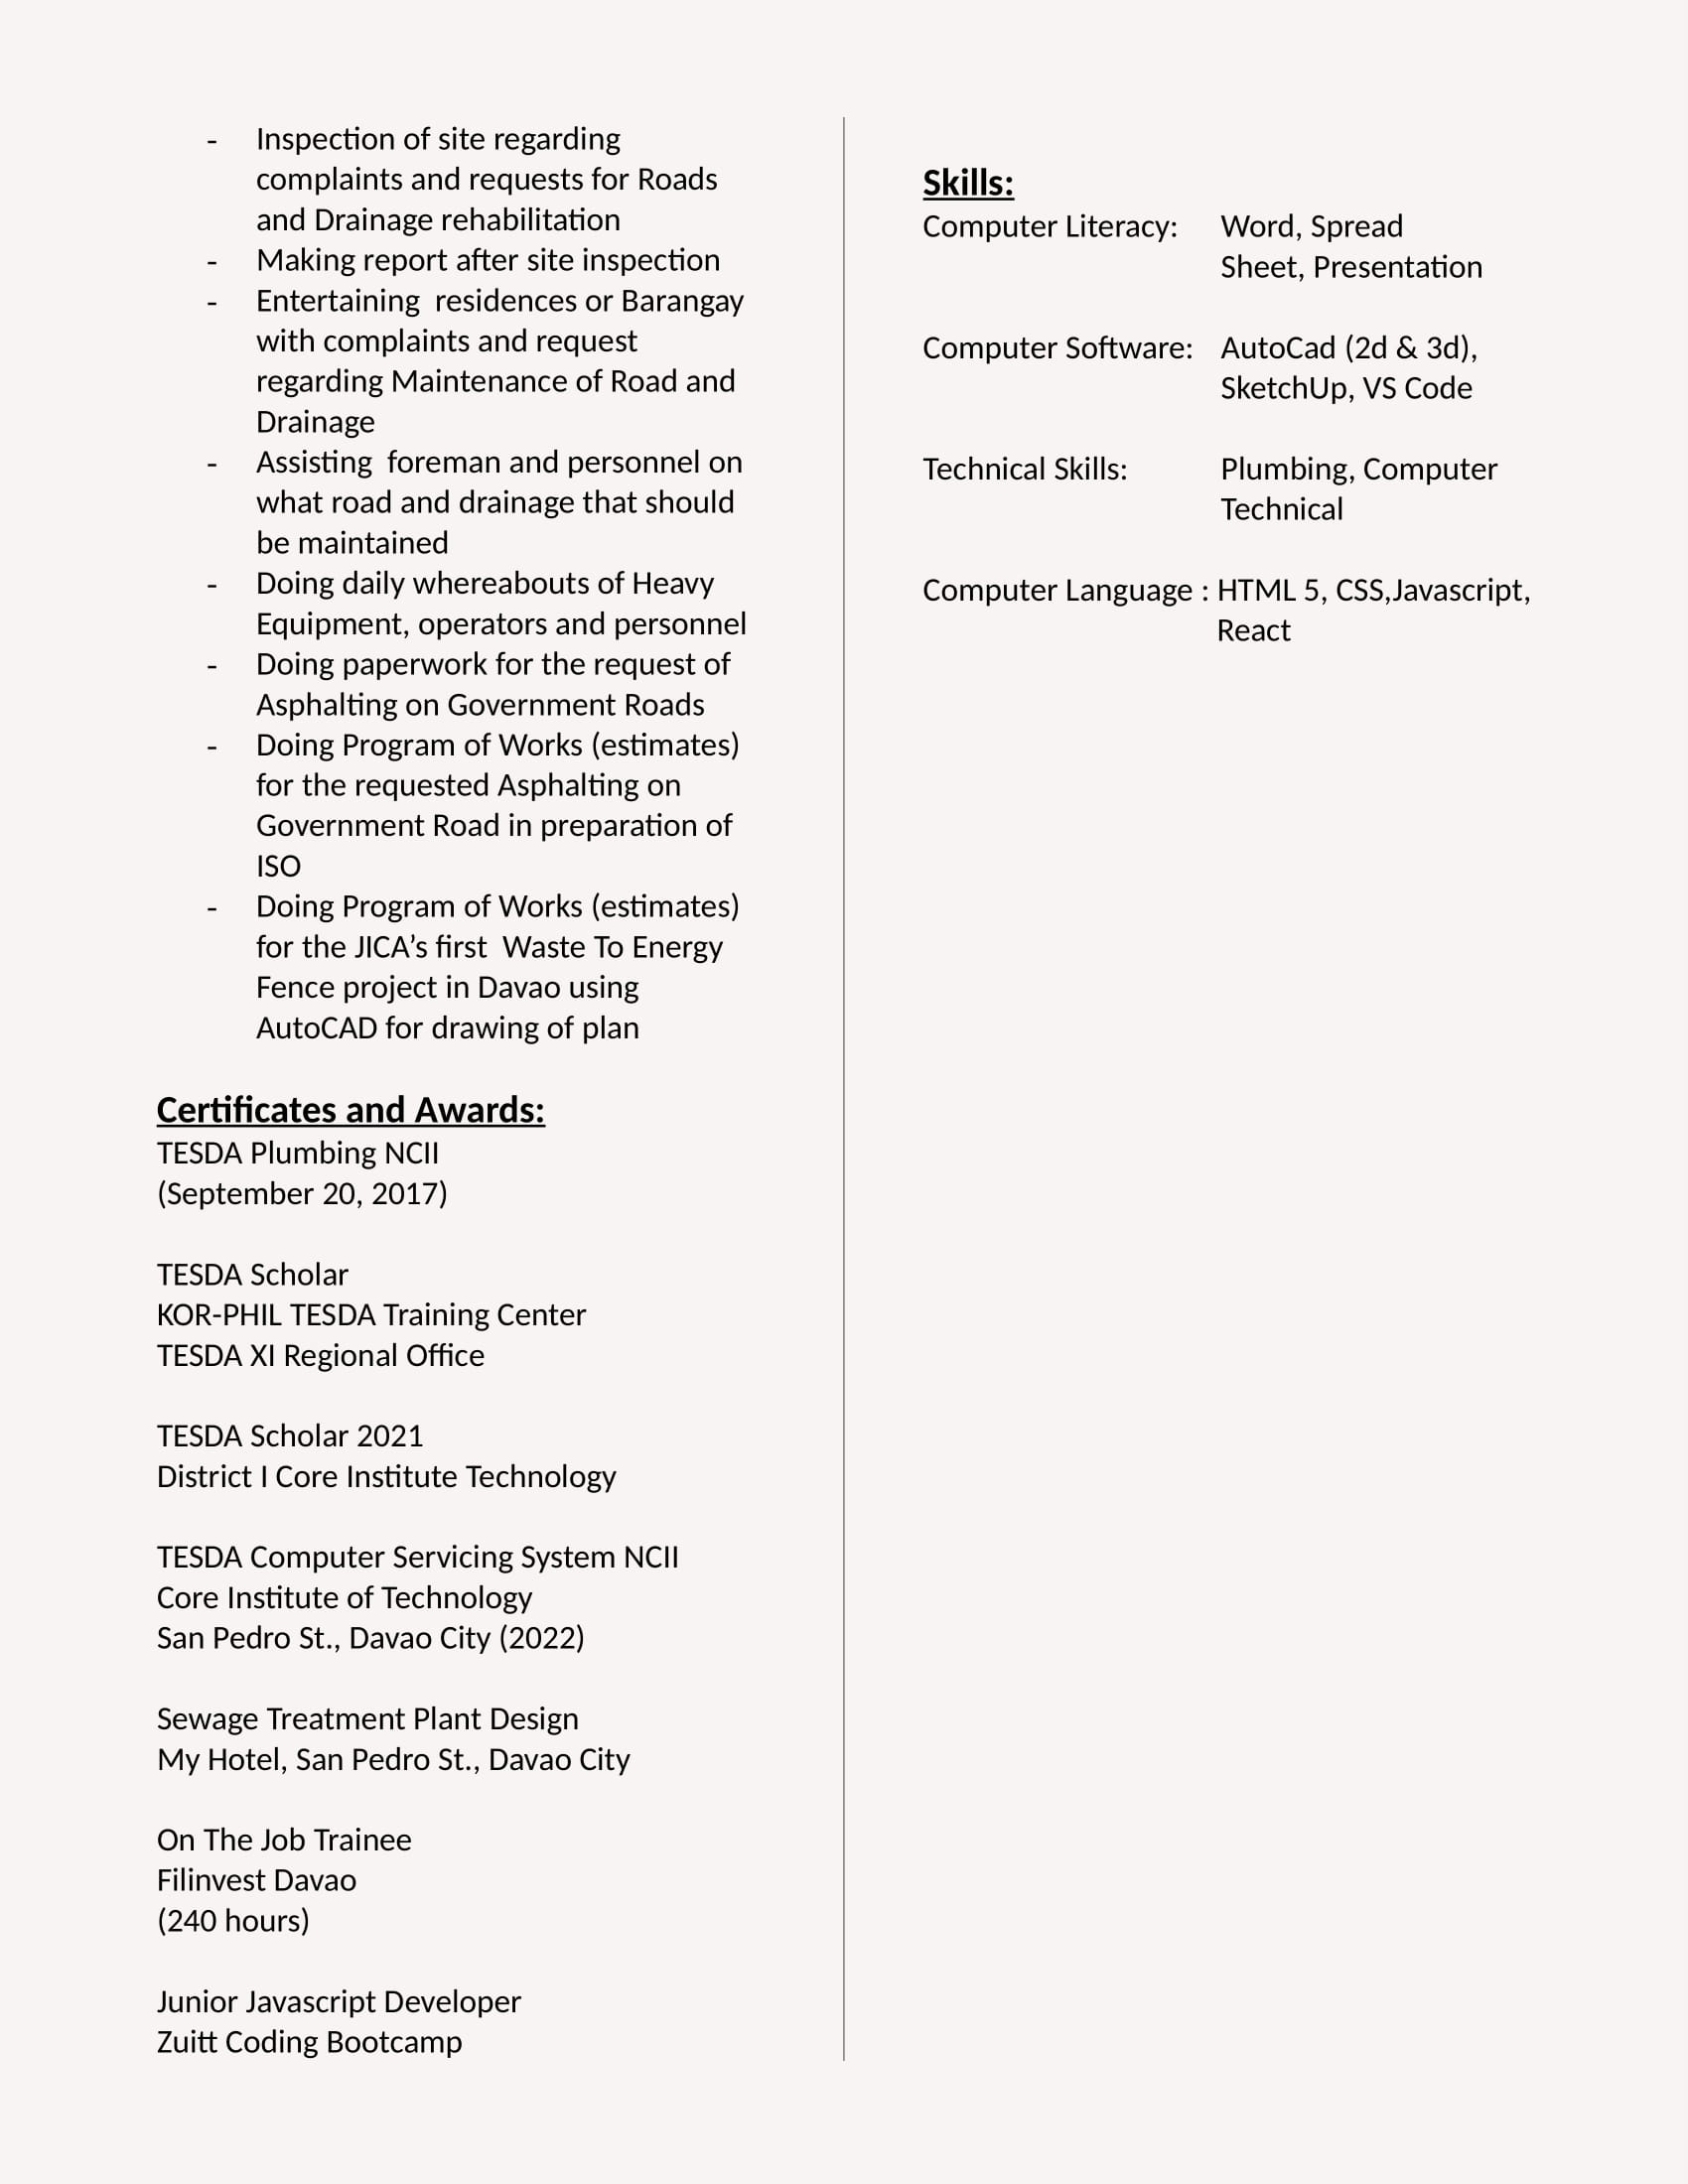 - Inspection of site regarding
complaints and requests for Roads
and Drainage rehabilitation
- Making report after site inspection
- Entertaining  residences or Barangay
with complaints and request
regarding Maintenance of Road and
Drainage
- Assisting  foreman and personnel on
what road and drainage that should
be maintained
- Doing daily whereabouts of Heavy
Equipment, operators and personnel
- Doing paperwork for the request of
Asphalting on Government Roads
- Doing Program of Works (estimates)
for the requested Asphalting on
Government Road in preparation of
ISO
- Doing Program of Works (estimates)
for the JICA’s first  Waste To Energy
Fence project in Davao using
AutoCAD for drawing of plan
Certificates and Awards:
TESDA Plumbing NCII
(September 20, 2017)
TESDA Scholar
KOR-PHIL TESDA Training Center
TESDA XI Regional Office
TESDA Scholar 2021
District I Core Institute Technology
TESDA Computer Servicing System NCII
Core Institute of Technology
San Pedro St., Davao City (2022)
Sewage Treatment Plant Design
My Hotel, San Pedro St., Davao City
On The Job Trainee
Filinvest Davao
(240 hours)
Junior Javascript Developer
Zuitt Coding Bootcamp
Skills:
Computer Literacy: Word, Spread
Sheet, Presentation
Computer Software: AutoCad (2d & 3d),
SketchUp, VS Code
Technical Skills: Plumbing, Computer
Technical
Computer Language : HTML 5, CSS,Javascript,
React